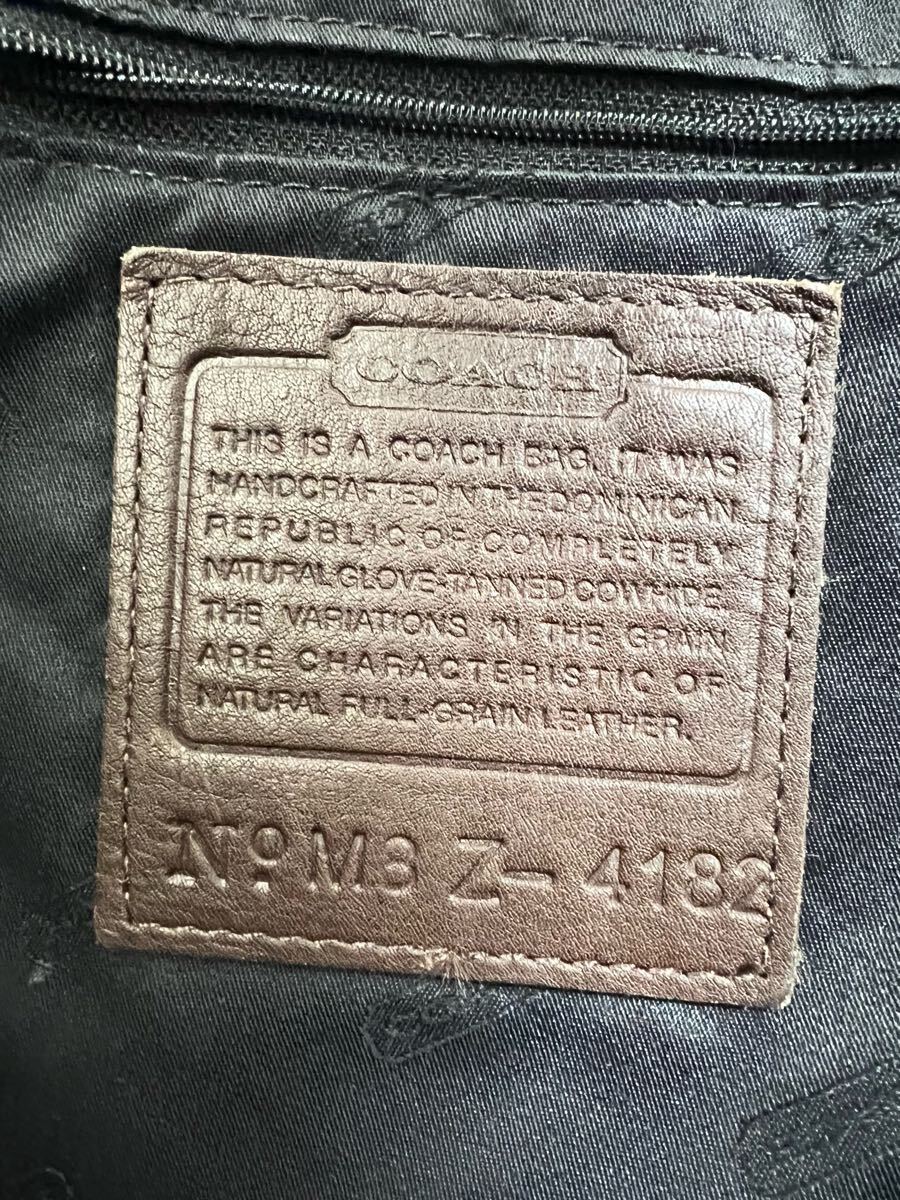 COACH
THIS IS A COACH BAG. IT WAS
HANDCRAFTED IN THE DOMINICAN
REPUBLIC OF COMPLETELY
NATURAL GLOVE-TANNED COWHIDE.
THE VARIATIONS IN THE GRAIN
ARE CHARACTERISTIC OF
NATURAL FULL-GRAIN LEATHER.
Nº M3 Z-4182